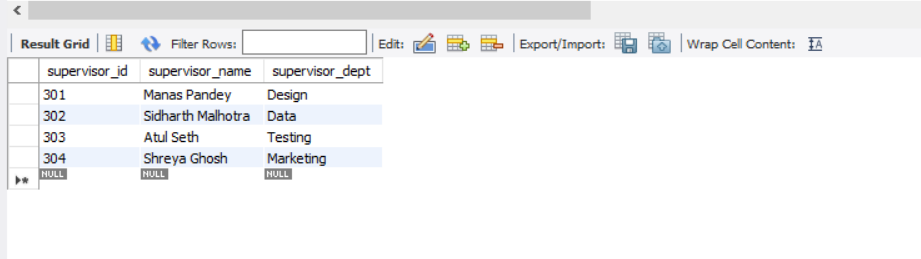 Result Grid Filter Rows: Edit: Export/Import: Wrap Cell Content: IA
supervisor_id supervisor_name supervisor_dept
301 Manas Pandey Design
302 Sidharth Malhotra Data
303 Atul Seth Testing
304 Shreya Ghosh Marketing
NULL NULL NULL